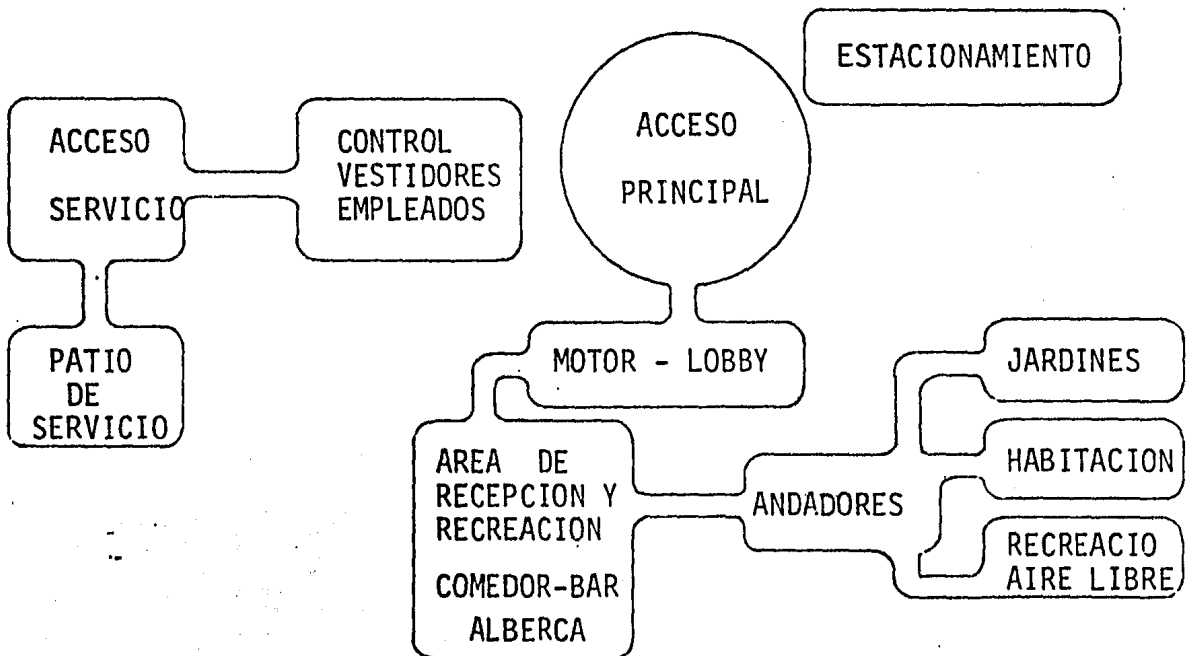 ESTACIONAMIENTO
ACCESO
PRINCIPAL
ACCESO
SERVICIO
CONTROL
VESTIDORES
EMPLEADOS
PATIO
DE
SERVICIO
MOTOR - LOBBY
JARDINES
AREA DE
RECEPCION Y
RECREACION
COMEDOR-BAR
ALBERCA
ANDADORES
HABITACION
RECREACIO
AIRE LIBRE